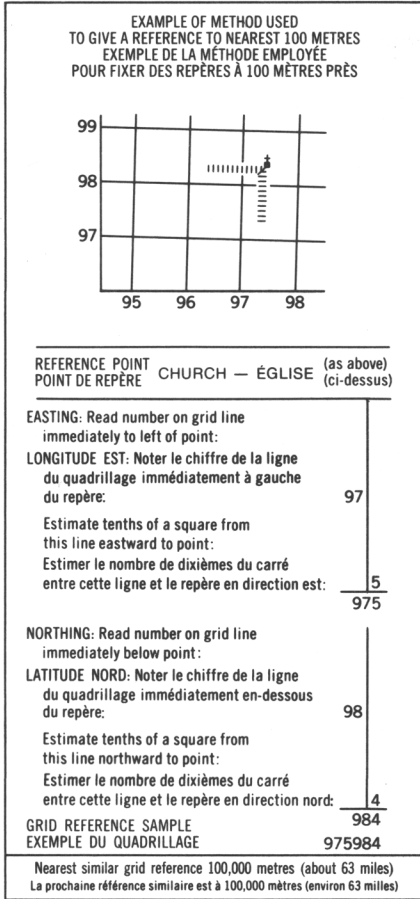 EXAMPLE OF METHOD USED
TO GIVE A REFERENCE TO NEAREST 100 METRES
EXEMPLE DE LA MÉTHODE EMPLOYÉE
POUR FIXER DES REPÈRES À 100 MÈTRES PRÈS
99
98
97
95 96 97 98
REFERENCE POINT
POINT DE REPÈRE
CHURCH — ÉGLISE
(as above)
(ci-dessus)
EASTING: Read number on grid line
immediately to left of point:
LONGITUDE EST: Noter le chiffre de la ligne
du quadrillage immédiatement à gauche
du repère: 97
Estimate tenths of a square from
this line eastward to point:
Estimer le nombre de dixièmes du carré
entre cette ligne et le repère en direction est: 5
975
NORTHING: Read number on grid line
immediately below point:
LATITUDE NORD: Noter le chiffre de la ligne
du quadrillage immédiatement en-dessous
du repère: 98
Estimate tenths of a square from
this line northward to point:
Estimer le nombre de dixièmes du carré
entre cette ligne et le repère en direction nord: 4
984
GRID REFERENCE SAMPLE
EXEMPLE DU QUADRILLAGE 975984
Nearest similar grid reference 100,000 metres (about 63 miles)
La prochaine référence similaire est à 100,000 mètres (environ 63 milles)